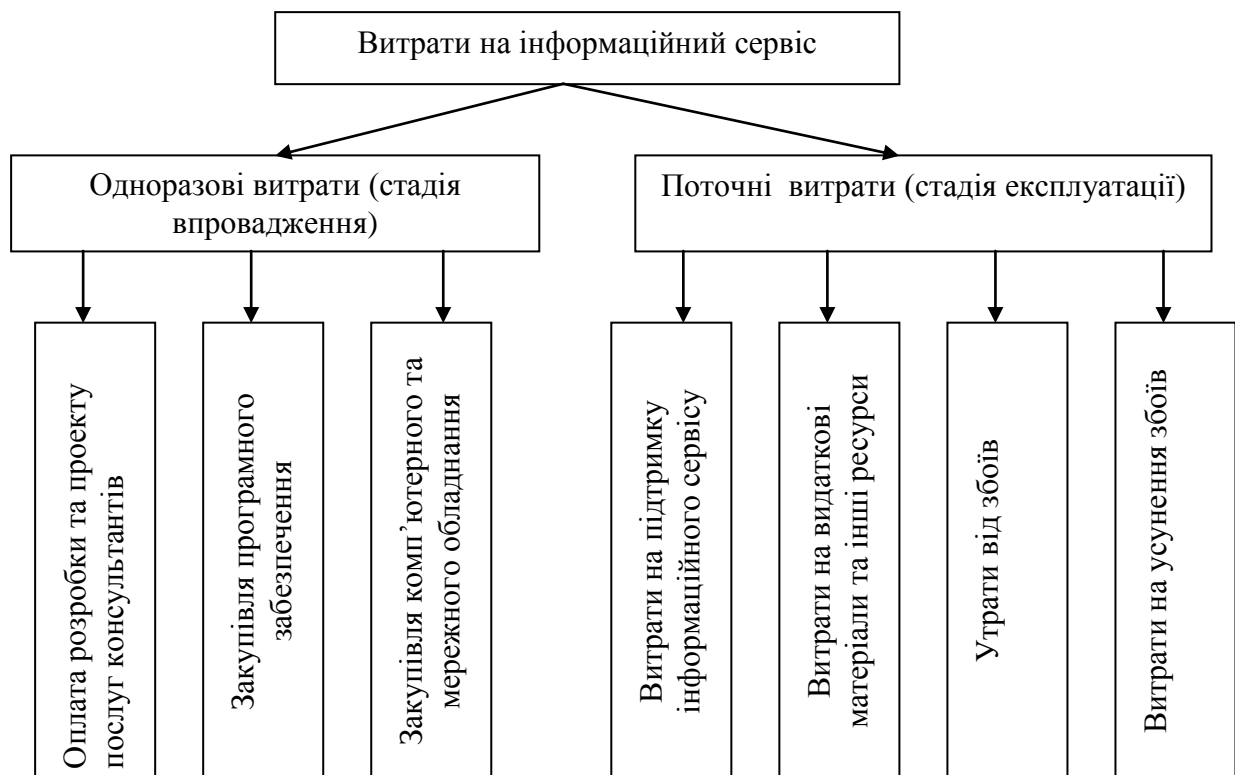 Витрати на інформаційний сервіс
Одноразові витрати (стадія
впровадження)
Поточні витрати (стадія експлуатації)
Оплата розробки та проекту
послуг консультантів
Закупівля програмного
забезпечення
Закупівля комп’ютерного та
мережного обладнання
Витрати на підтримку
інформаційного сервісу
Витрати на видаткові
матеріали та інші ресурси
Утрати від збоїв
Витрати на усунення збоїв